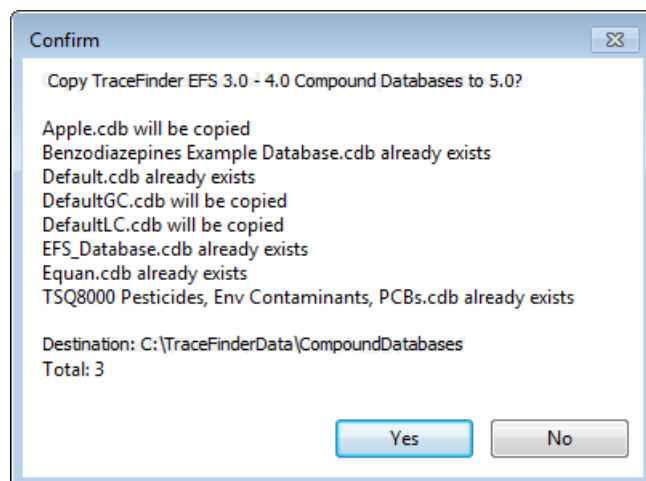 Confirm
Copy TraceFinder EFS 3.0 - 4.0 Compound Databases to 5.0?
Apple.cdb will be copied
Benzodiazepines Example Database.cdb already exists
Default.cdb already exists
DefaultGC.cdb will be copied
DefaultLC.cdb will be copied
EFS_Database.cdb already exists
Equan.cdb already exists
TSQ8000 Pesticides, Env Contaminants, PCBs.cdb already exists
Destination: C:\TraceFinderData\CompoundDatabases
Total: 3
Yes No